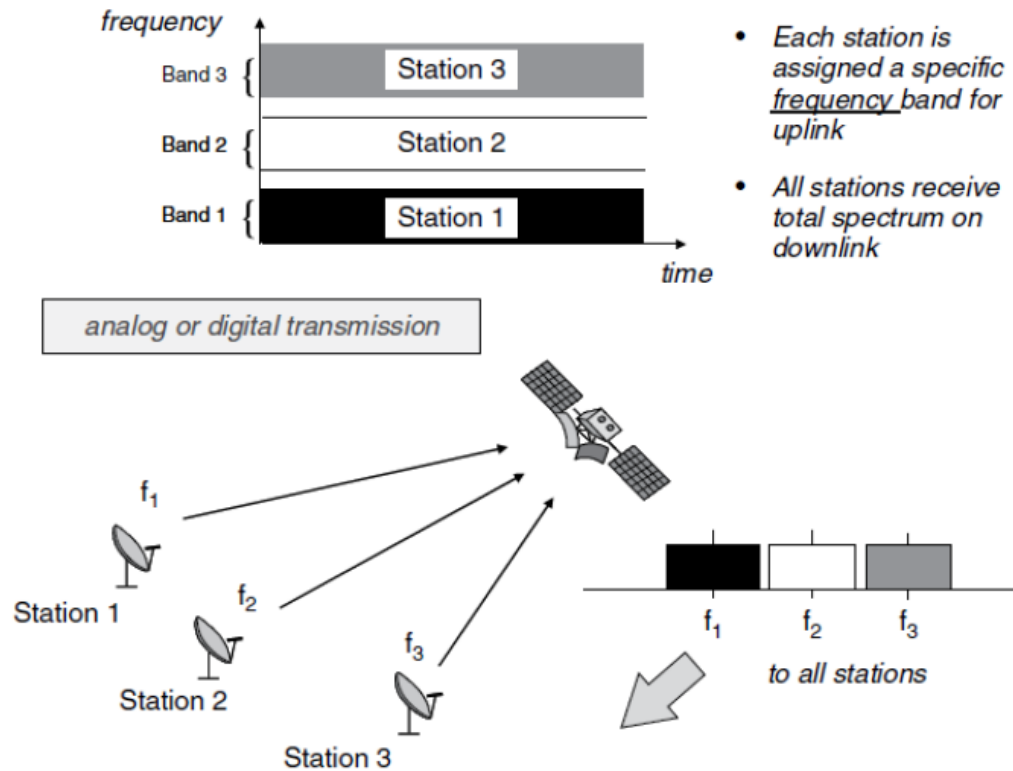 frequency
Band 3 {
Station 3
Band 2 {
Station 2
Band 1 {
Station 1
time
• Each station is
assigned a specific
frequency band for
uplink
• All stations receive
total spectrum on
downlink
analog or digital transmission
f1
Station 1
f2
Station 2
f3
Station 3
f1 f2 f3
to all stations